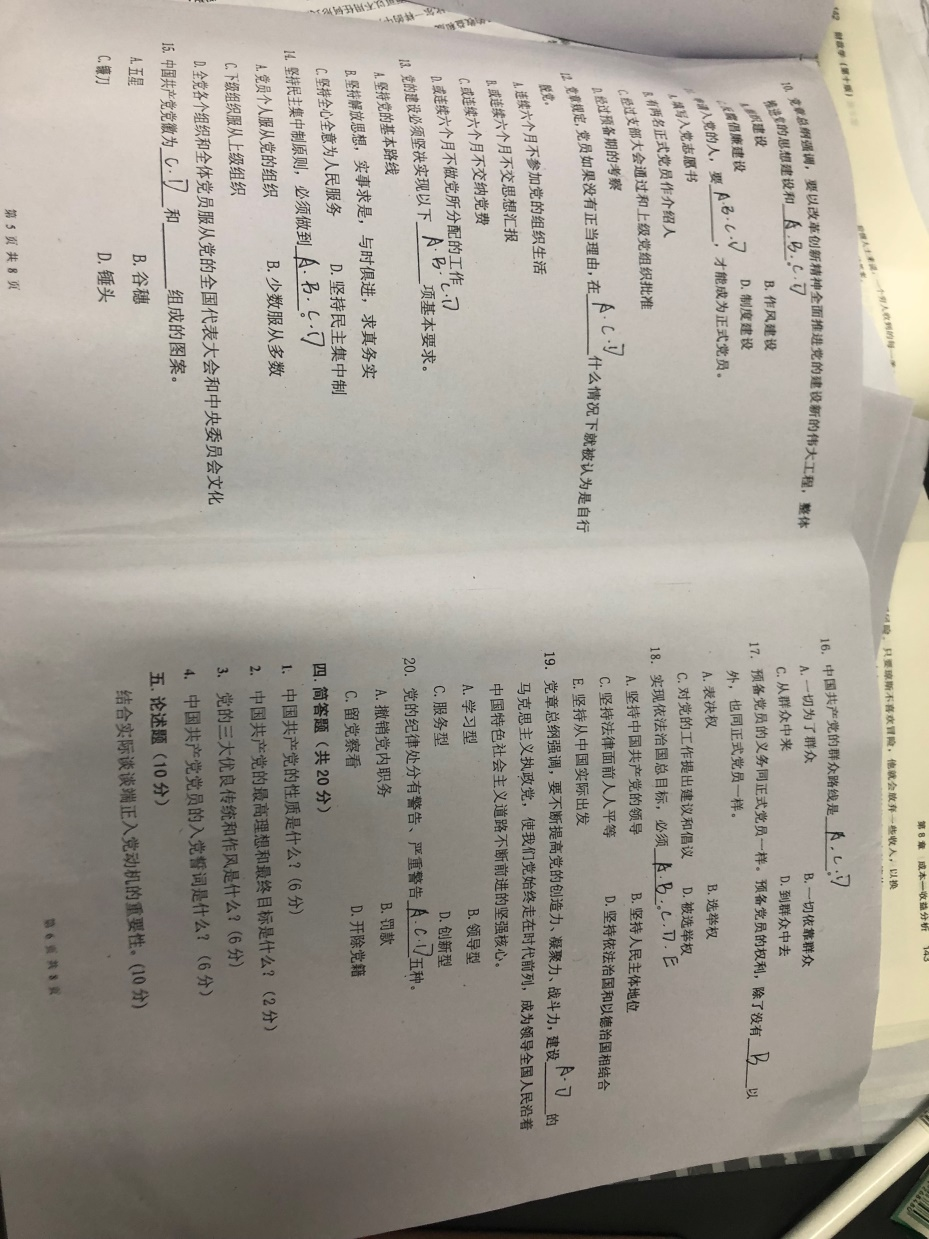 10. 党章总纲强调，要以改革创新精神全面推进党的建设新的伟大工程，整体
推进党的思想建设和 A.B.C.D 。
A.组织建设 B. 作风建设
C.反腐倡廉建设 D. 制度建设
申请入党的人，要 A.B.C.D ，才能成为正式党员。
A. 填写入党志愿书
B.有两名正式党员作介绍人
C.经过支部大会通过和上级党组织批准
D.经过预备期的考察
12. 党章规定，党员如果没有正当理由，在 A.C.D 什么情况下就被认为是自行
脱党。
A.连续六个月不参加党的组织生活
B.或连续六个月不交思想汇报
C.或连续六个月不交纳党费
D.或连续六个月不做党所分配的工作
13. 党的建设必须坚决实现以下 A.B.C.D 项基本要求。
A.坚持党的基本路线
B.坚持解放思想，实事求是，与时俱进，求真务实
C.坚持全心全意为人民服务 D. 坚持民主集中制
14. 坚持民主集中制原则，必须做到 A.B.C.D 。
A.党员个人服从党的组织 B. 少数服从多数
C.下级组织服从上级组织
D.全党各个组织和全体党员服从党的全国代表大会和中央委员会文化
15. 中国共产党党徽为 C.D 和 组成的图案。
A.五星 B. 谷穗
C.镰刀 D. 锤头
第 5 页 共 8 页
16. 中国共产党的群众路线是 A.C.D 。
A. 一切为了群众 B. 一切依靠群众
C. 从群众中来 D. 到群众中去
17. 预备党员的义务同正式党员一样。预备党员的权利，除了没有 B 以
外，也同正式党员一样。
A. 表决权 B. 选举权
C. 对党的工作提出建议和倡议 D. 被选举权
18. 实现依法治国总目标，必须 A.B.C.D.E 。
A. 坚持中国共产党的领导 B. 坚持人民主体地位
C. 坚持法律面前人人平等 D. 坚持依法治国和以德治国相结合
E. 坚持从中国实际出发
19. 党章总纲强调，要不断提高党的创造力、凝聚力、战斗力，建设 A.D 的
马克思主义执政党，使我们党始终走在时代前列，成为领导全国人民沿着
中国特色社会主义道路不断前进的坚强核心。
A. 学习型 B. 领导型
C. 服务型 D. 创新型
20. 党的纪律处分有警告、严重警告 A.C.D 五种。
A. 撤销党内职务 B. 罚款
C. 留党察看 D. 开除党籍
四. 简答题（共 20 分）
1. 中国共产党的性质是什么？（6 分）
2. 中国共产党的最高理想和最终目标是什么？（2 分）
3. 党的三大优良传统和作风是什么？（6 分）
4. 中国共产党党员的入党誓词是什么？（6 分）
五. 论述题（10 分）
结合实际谈谈端正入党动机的重要性。（10 分）
第 6 页 共 8 页
142 财政学（第十版）
第 8 章 成本—收益分析 143